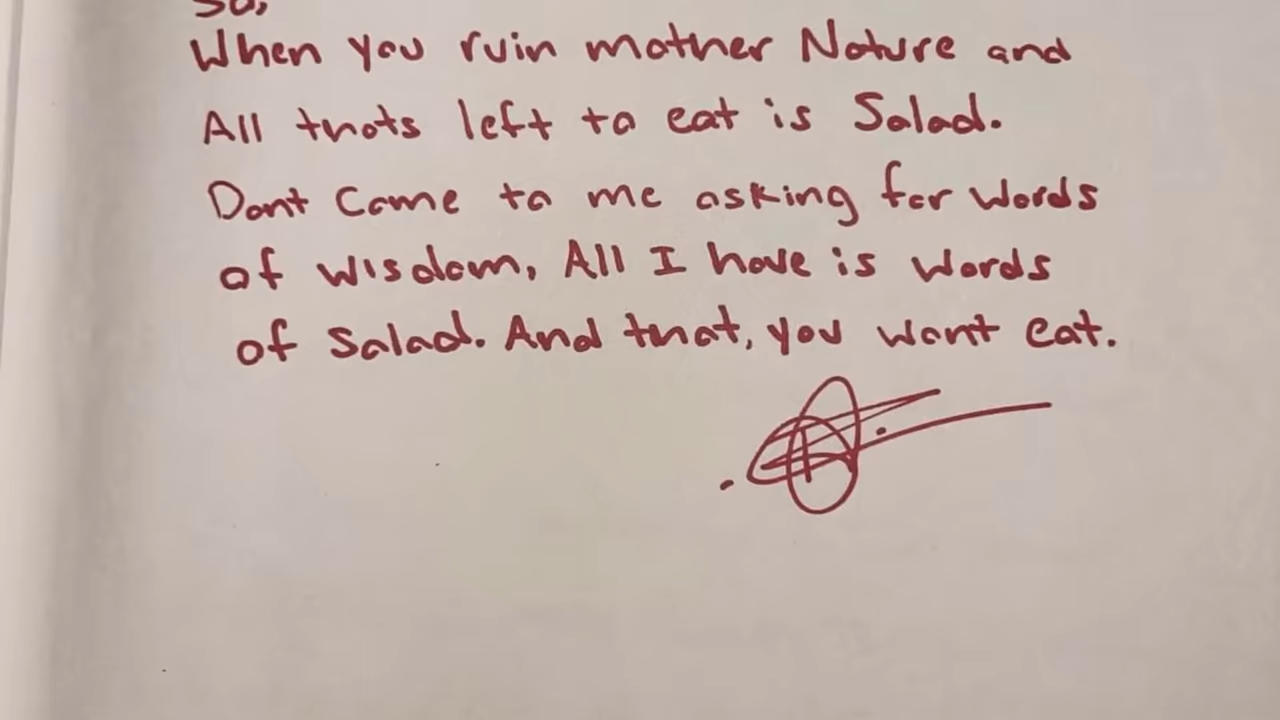 So,
When you ruin mother Nature and
All thats left to eat is Salad.
Dont Come to me asking for words
of wisdom, All I have is words
of Salad. And that, you wont eat.